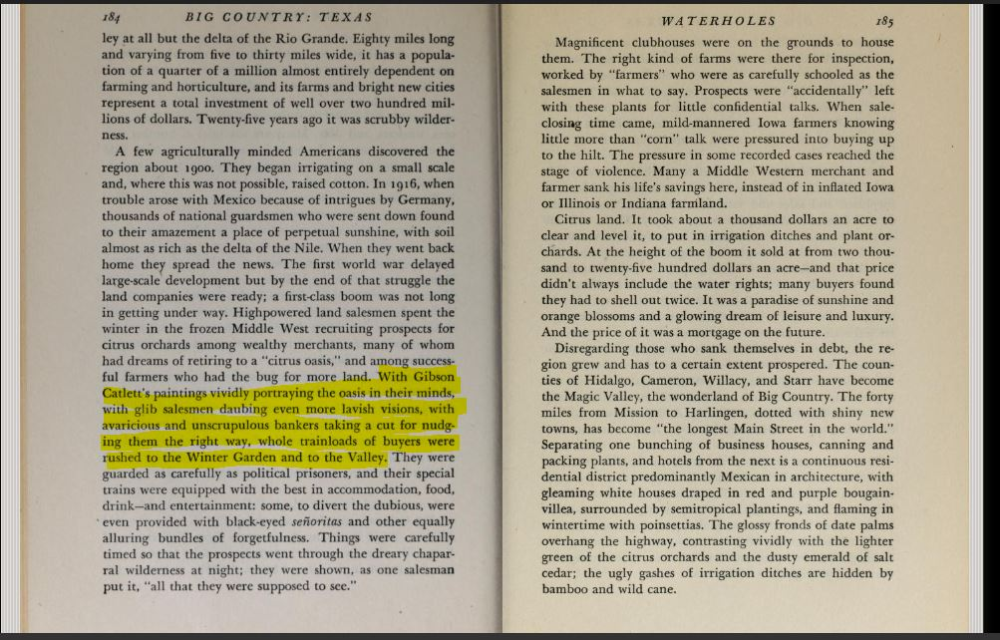 184 BIG COUNTRY: TEXAS
ley at all but the delta of the Rio Grande. Eighty miles long
and varying from five to thirty miles wide, it has a popula-
tion of a quarter of a million almost entirely dependent on
farming and horticulture, and its farms and bright new cities
represent a total investment of well over two hundred mil-
lions of dollars. Twenty-five years ago it was scrubby wilder-
ness.
A few agriculturally minded Americans discovered the
region about 1900. They began irrigating on a small scale
and, where this was not possible, raised cotton. In 1916, when
trouble arose with Mexico because of intrigues by Germany,
thousands of national guardsmen who were sent down found
to their amazement a place of perpetual sunshine, with soil
almost as rich as the delta of the Nile. When they went back
home they spread the news. The first world war delayed
large-scale development but by the end of that struggle the
land companies were ready; a first-class boom was not long
in getting under way. Highpowered land salesmen spent the
winter in the frozen Middle West recruiting prospects for
citrus orchards among wealthy merchants, many of whom
had dreams of retiring to a "citrus oasis," and among success-
ful farmers who had the bug for more land. With Gibson
Catlett's paintings vividly portraying the oasis in their minds,
with glib salesmen daubing even more lavish visions, with
avaricious and unscrupulous bankers taking a cut for nudg-
ing them the right way, whole trainloads of buyers were
rushed to the Winter Garden and to the Valley. They were
guarded as carefully as political prisoners, and their special
trains were equipped with the best in accommodation, food,
drink—and entertainment: some, to divert the dubious, were
even provided with black-eyed señoritas and other equally
alluring bundles of forgetfulness. Things were carefully
timed so that the prospects went through the dreary chapar-
ral wilderness at night; they were shown, as one salesman
put it, "all that they were supposed to see."
WATERHOLES 185
Magnificent clubhouses were on the grounds to house
them. The right kind of farms were there for inspection,
worked by "farmers" who were as carefully schooled as the
salesmen in what to say. Prospects were "accidentally" left
with these plants for little confidential talks. When sale-
closing time came, mild-mannered Iowa farmers knowing
little more than "corn" talk were pressured into buying up
to the hilt. The pressure in some recorded cases reached the
stage of violence. Many a Middle Western merchant and
farmer sank his life's savings here, instead of in inflated Iowa
or Illinois or Indiana farmland.
Citrus land. It took about a thousand dollars an acre to
clear and level it, to put in irrigation ditches and plant or-
chards. At the height of the boom it sold at from two thou-
sand to twenty-five hundred dollars an acre—and that price
didn't always include the water rights; many buyers found
they had to shell out twice. It was a paradise of sunshine and
orange blossoms and a glowing dream of leisure and luxury.
And the price of it was a mortgage on the future.
Disregarding those who sank themselves in debt, the re-
gion grew and has to a certain extent prospered. The coun-
ties of Hidalgo, Cameron, Willacy, and Starr have become
the Magic Valley, the wonderland of Big Country. The forty
miles from Mission to Harlingen, dotted with shiny new
towns, has become "the longest Main Street in the world."
Separating one bunching of business houses, canning and
packing plants, and hotels from the next is a continuous resi-
dential district predominantly Mexican in architecture, with
gleaming white houses draped in red and purple bougain-
villea, surrounded by semitropical plantings, and flaming in
wintertime with poinsettias. The glossy fronds of date palms
overhang the highway, contrasting vividly with the lighter
green of the citrus orchards and the dusty emerald of salt
cedar; the ugly gashes of irrigation ditches are hidden by
bamboo and wild cane.